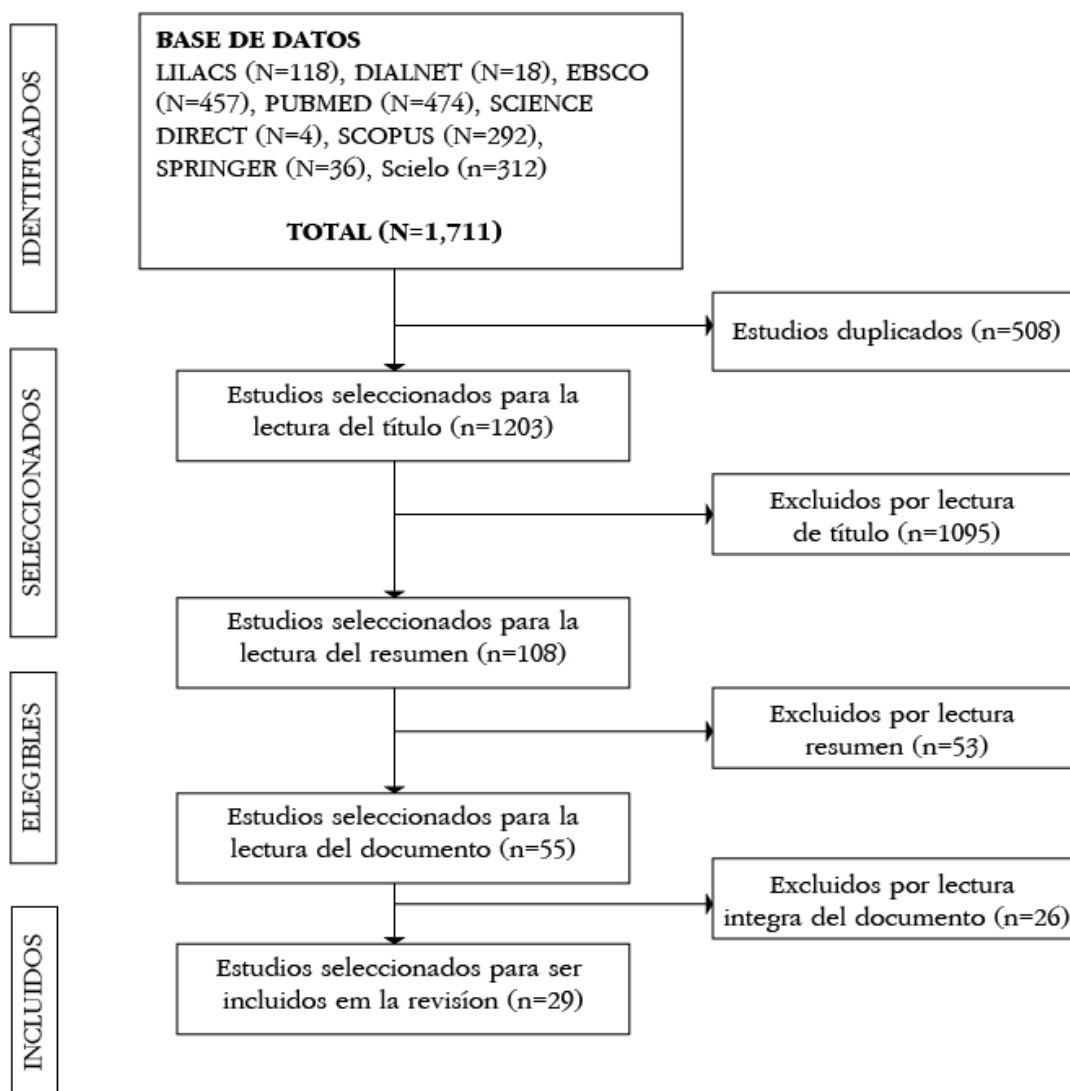 IDENTIFICADOS
BASE DE DATOS
LILACS (N=118), DIALNET (N=18), EBSCO
(N=457), PUBMED (N=474), SCIENCE
DIRECT (N=4), SCOPUS (N=292),
SPRINGER (N=36), Scielo (n=312)
TOTAL (N=1,711)
Estudios duplicados (n=508)
SELECCIONADOS
Estudios seleccionados para la
lectura del título (n=1203)
Excluidos por lectura
de título (n=1095)
Estudios seleccionados para la
lectura del resumen (n=108)
ELEGIBLES
Excluidos por lectura
resumen (n=53)
Estudios seleccionados para la
lectura del documento (n=55)
Excluidos por lectura
integra del documento (n=26)
INCLUIDOS
Estudios seleccionados para ser
incluidos em la revisíon (n=29)